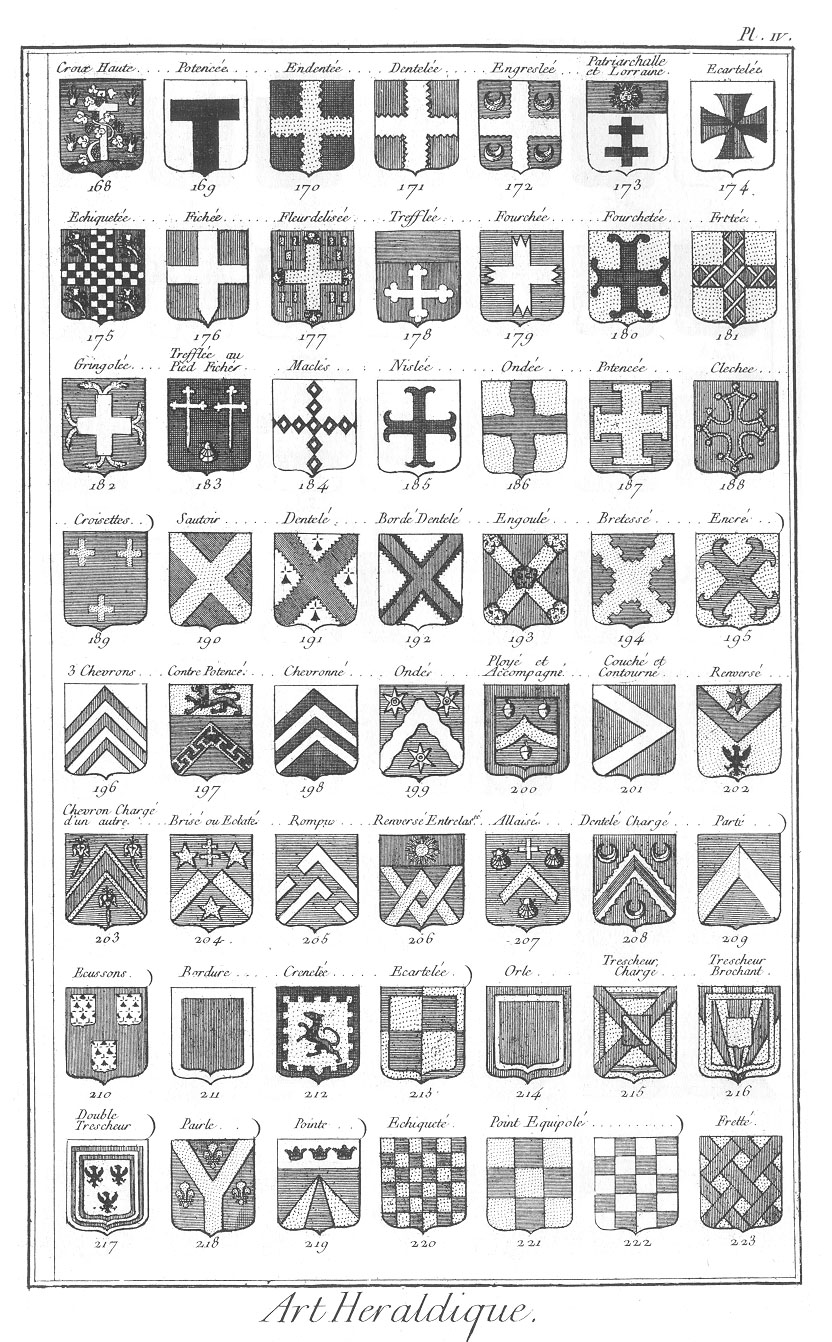 Pl. IV.
Croix Haute. Potencée. Endentée. Dentelée. Engreslée. Patriarchalle et Lorraine. Ecartelée.
168 169 170 171 172 173 174.
Echiquetée. Fichée. Fleurdelisée. Trefflée. Fourchée. Fourchetée. Fretée.
175 176 177 178 179 180 181
Gringolée. Trefflée au Pied Fichée. Macles. Nislée. Ondée. Potencée. Clechee.
182 183 184 185 186 187 188
Croisettes. Sautoir. Dentelé. Bordé Dentelé. Engoulé. Bretessé. Encré.
189 190 191 192 193 194 195
3 Chevrons. Contre Potencé. Chevronné. Ondé. Ployé et Accompagné. Couché et Contourné. Renversé.
196 197 198 199 200 201 202
Chevron Chargé d'un autre. Brisé ou Eclaté. Rompu. Renversé Entrelassé. Allaisé. Dentelé Chargé. Parté.
203 204. 205 206 207 208 209
Ecussons. Bordure. Crenelée. Ecartelée. Orle. Trescheur Chargé. Trescheur Brochant.
210 211 212 213 214 215 216
Double Trescheur. Pairle. Pointe. Echiqueté. Point Equipolé. Fretté.
217 218 219 220 221 222 223
Art Heraldique.